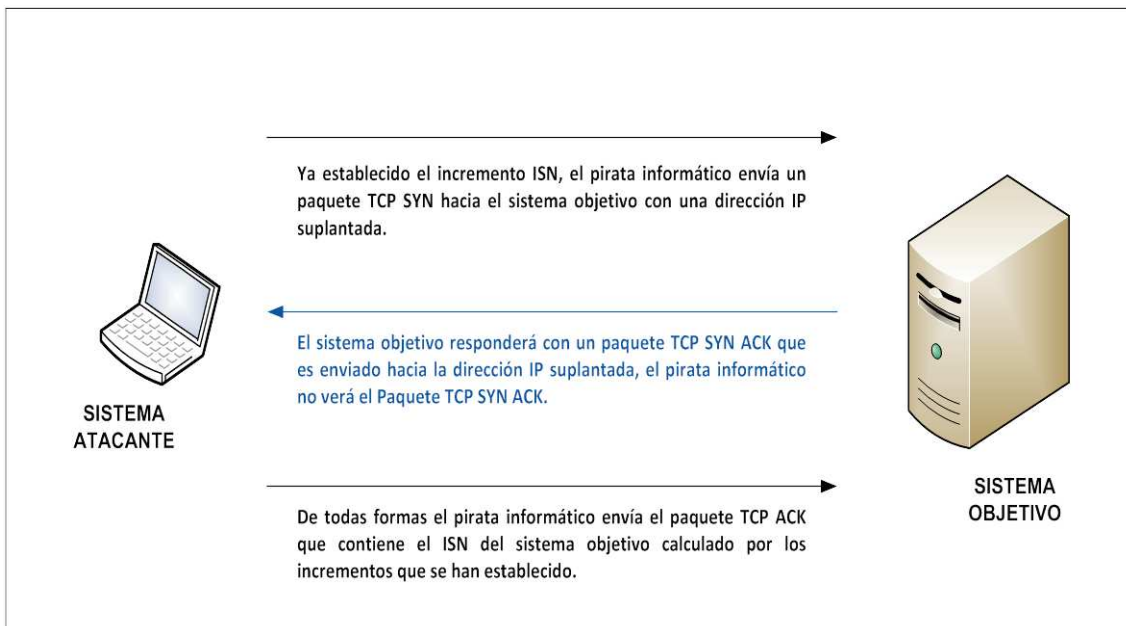 Ya establecido el incremento ISN, el pirata informático envía un
paquete TCP SYN hacia el sistema objetivo con una dirección IP
suplantada.
El sistema objetivo responderá con un paquete TCP SYN ACK que
es enviado hacia la dirección IP suplantada, el pirata informático
no verá el Paquete TCP SYN ACK.
SISTEMA
ATACANTE
De todas formas el pirata informático envía el paquete TCP ACK
que contiene el ISN del sistema objetivo calculado por los
incrementos que se han establecido.
SISTEMA
OBJETIVO